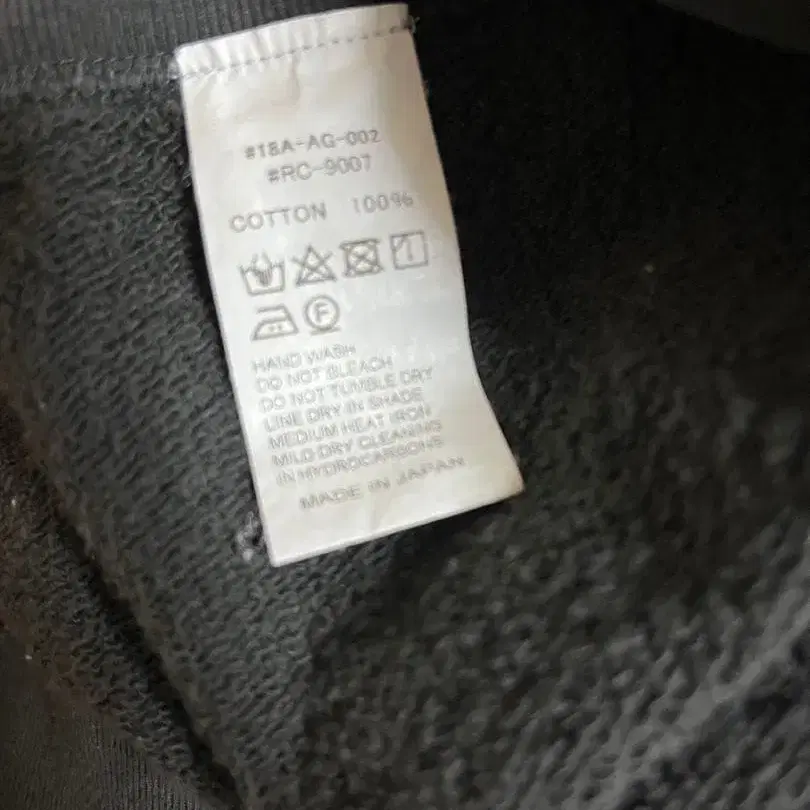 #18A-AG-002
#RC-9007
COTTON 100%
F
HAND WASH
DO NOT BLEACH
DO NOT TUMBLE DRY
LINE DRY IN SHADE
MEDIUM HEAT IRON
MILD DRY CLEANING
IN HYDROCARBONS
MADE IN JAPAN